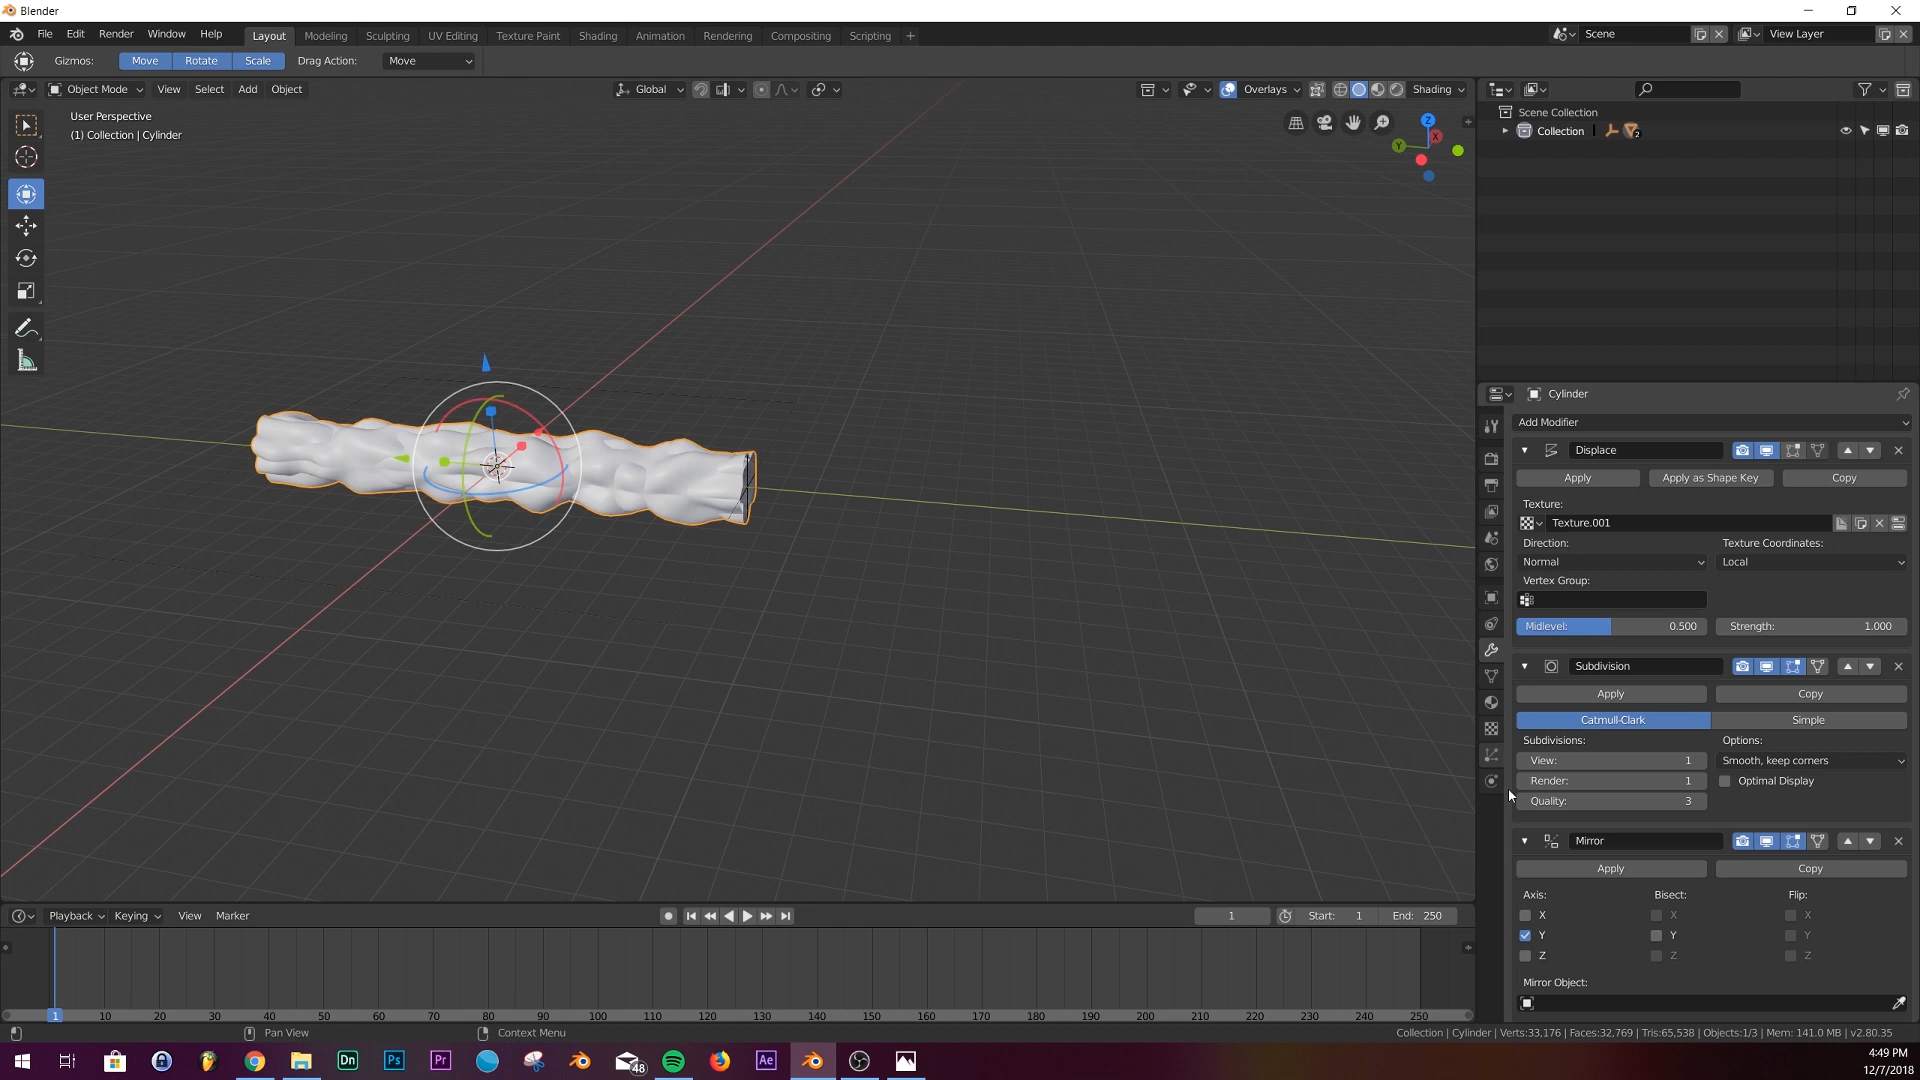 Blender
File Edit Render Window Help Layout Modeling Sculpting UV Editing Texture Paint Shading Animation Rendering Compositing Scripting + Scene View Layer
Gizmos: Move Rotate Scale Drag Action: Move
Object Mode View Select Add Object Global Overlays Shading
User Perspective
(1) Collection | Cylinder
Z
X
Y
Scene Collection
Collection 2
Cylinder
Add Modifier
Displace
Apply Apply as Shape Key Copy
Texture:
Texture.001
Direction: Texture Coordinates:
Normal Local
Vertex Group:
Midlevel: 0.500 Strength: 1.000
Subdivision
Apply Copy
Catmull-Clark Simple
Subdivisions: Options:
View: 1 Smooth, keep corners
Render: 1 Optimal Display
Quality: 3
Mirror
Apply Copy
Axis: Bisect: Flip:
X X X
Y Y Y
Z Z Z
Mirror Object:
Playback Keying View Marker 1 Start: 1 End: 250
1 10 20 30 40 50 60 70 80 90 100 110 120 130 140 150 160 170 180 190 200 210 220 230 240 250
Pan View Context Menu Collection | Cylinder | Verts:33,176 | Faces:32,769 | Tris:65,538 | Objects:1/3 | Mem: 141.0 MB | v2.80.35
Dn Ps Pr 48 Ae
4:49 PM
12/7/2018